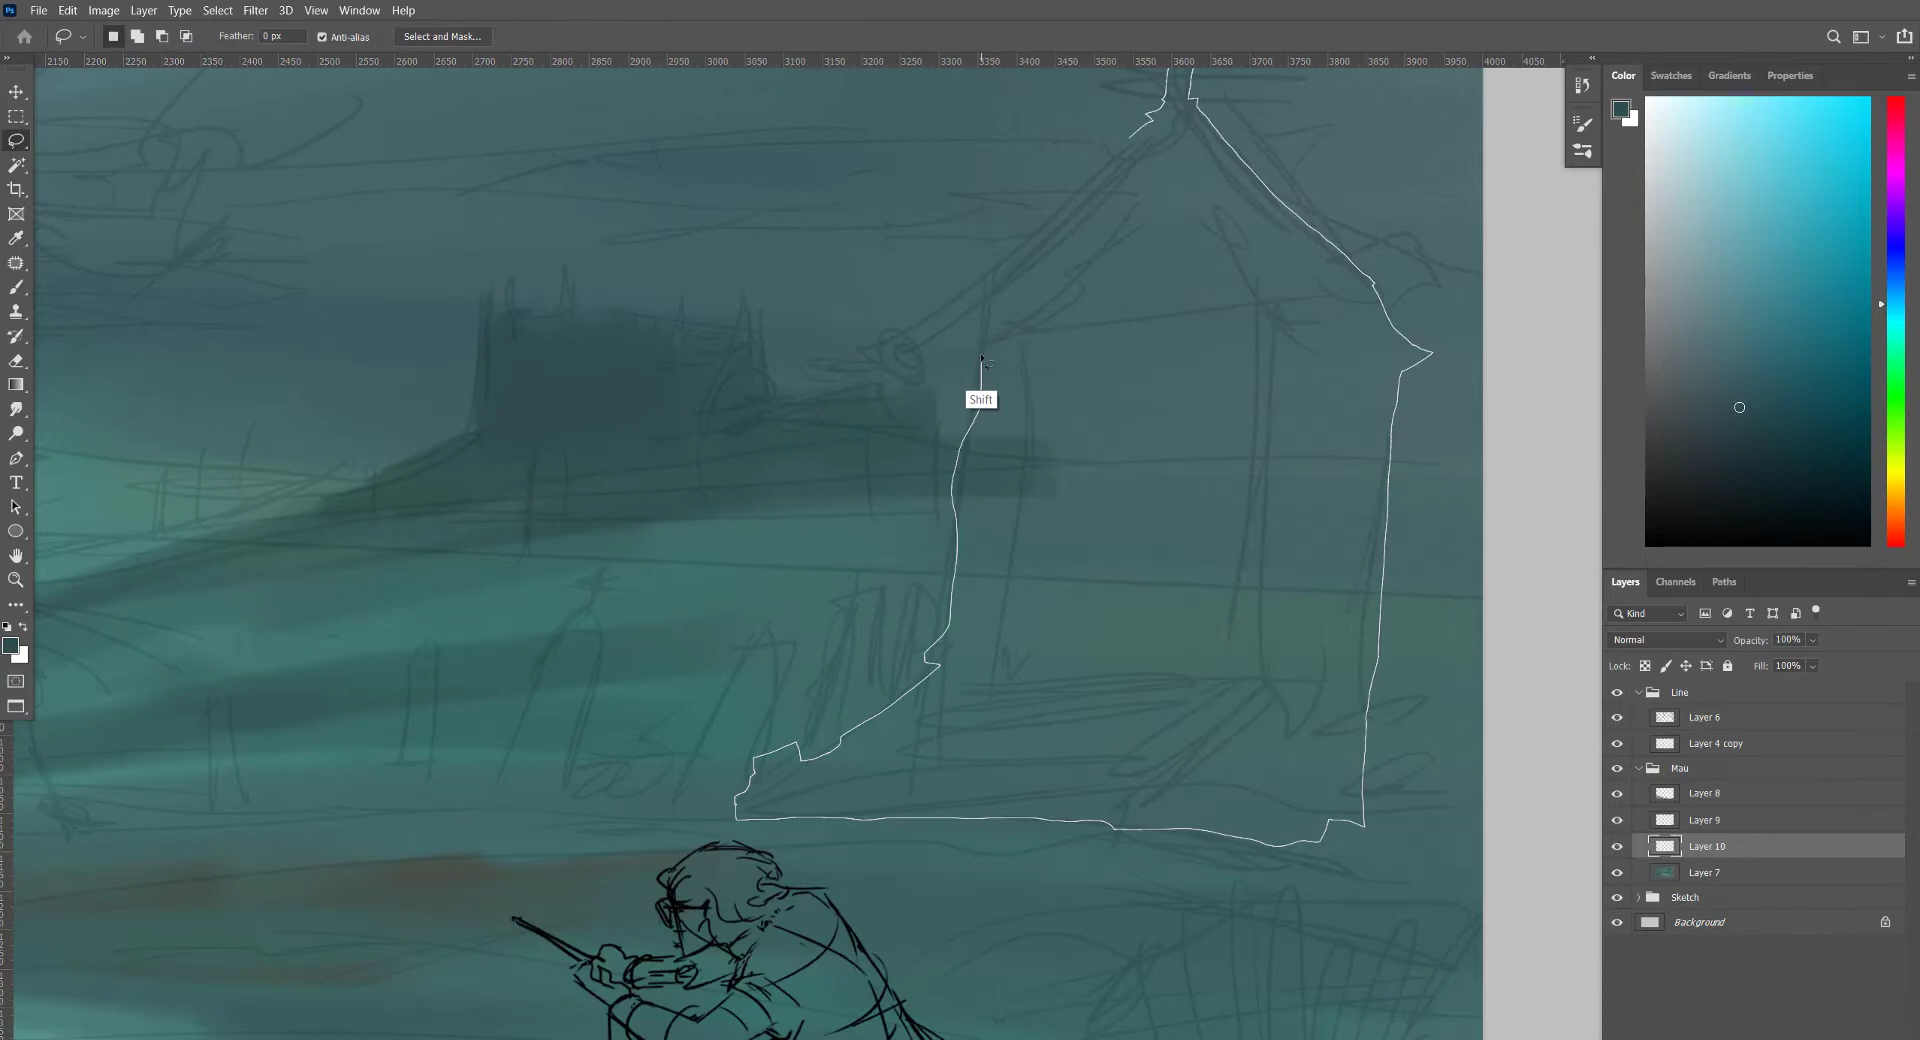 Ps File Edit Image Layer Type Select Filter 3D View Window Help
Feather: 0 px Anti-alias Select and Mask...
2150 2200 2250 2300 2350 2400 2450 2500 2550 2600 2650 2700 2750 2800 2850 2900 2950 3000 3050 3100 3150 3200 3250 3300 3350 3400 3450 3500 3550 3600 3650 3700 3750 3800 3850 3900 3950 4000 4050
Color Swatches Gradients Properties
Shift
Layers Channels Paths
Kind
Normal Opacity: 100%
Lock: Fill: 100%
Line
Layer 6
Layer 4 copy
Mau
Layer 8
Layer 9
Layer 10
Layer 7
Sketch
Background